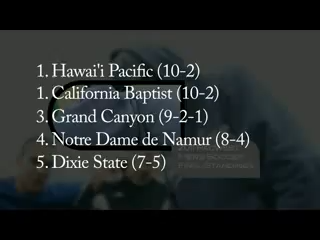 1. Hawai'i Pacific (10-2)
1. California Baptist (10-2)
3. Grand Canyon (9-2-1)
4. Notre Dame de Namur (8-4)
5. Dixie State (7-5)